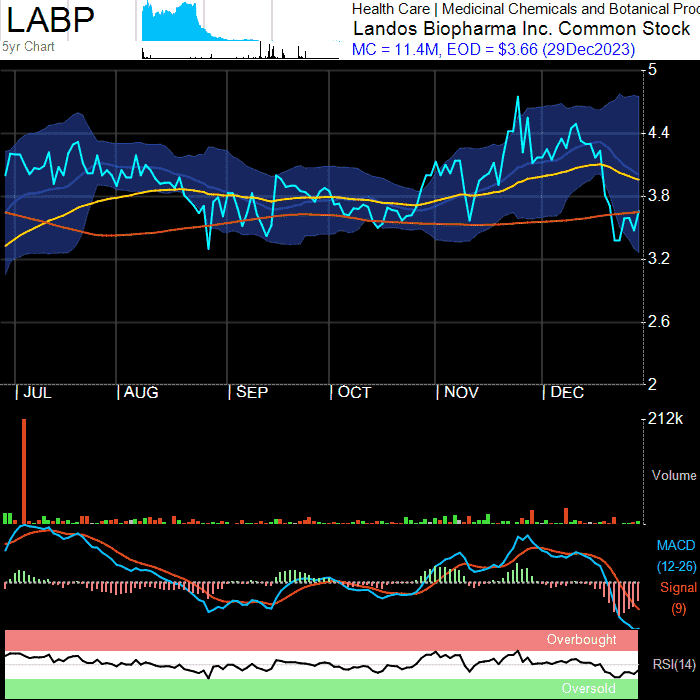 LABP
5yr Chart
Health Care | Medicinal Chemicals and Botanical Proc
Landos Biopharma Inc. Common Stock
MC = 11.4M, EOD = $3.66 (29Dec2023)
5
4.4
3.8
3.2
2.6
2
JUL AUG SEP OCT NOV DEC
212k
Volume
MACD
(12-26)
Signal
(9)
Overbought
RSI(14)
Oversold